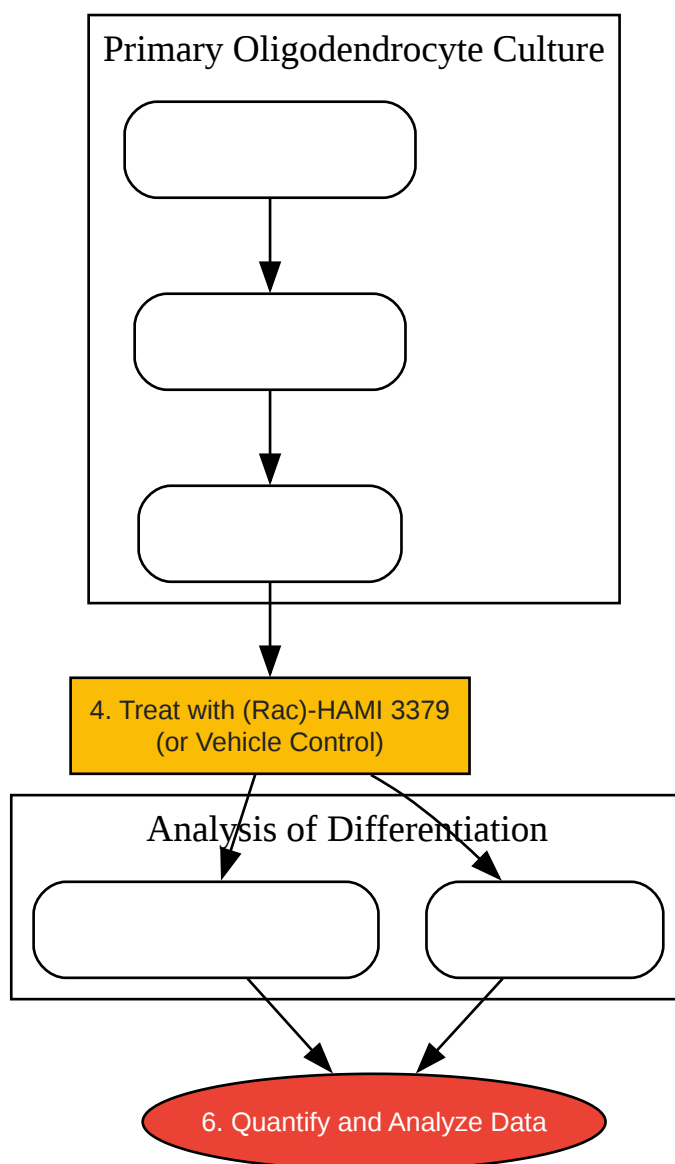 Primary Oligodendrocyte Culture
4. Treat with (Rac)-HAMI 3379
(or Vehicle Control)
Analysis of Differentiation
6. Quantify and Analyze Data